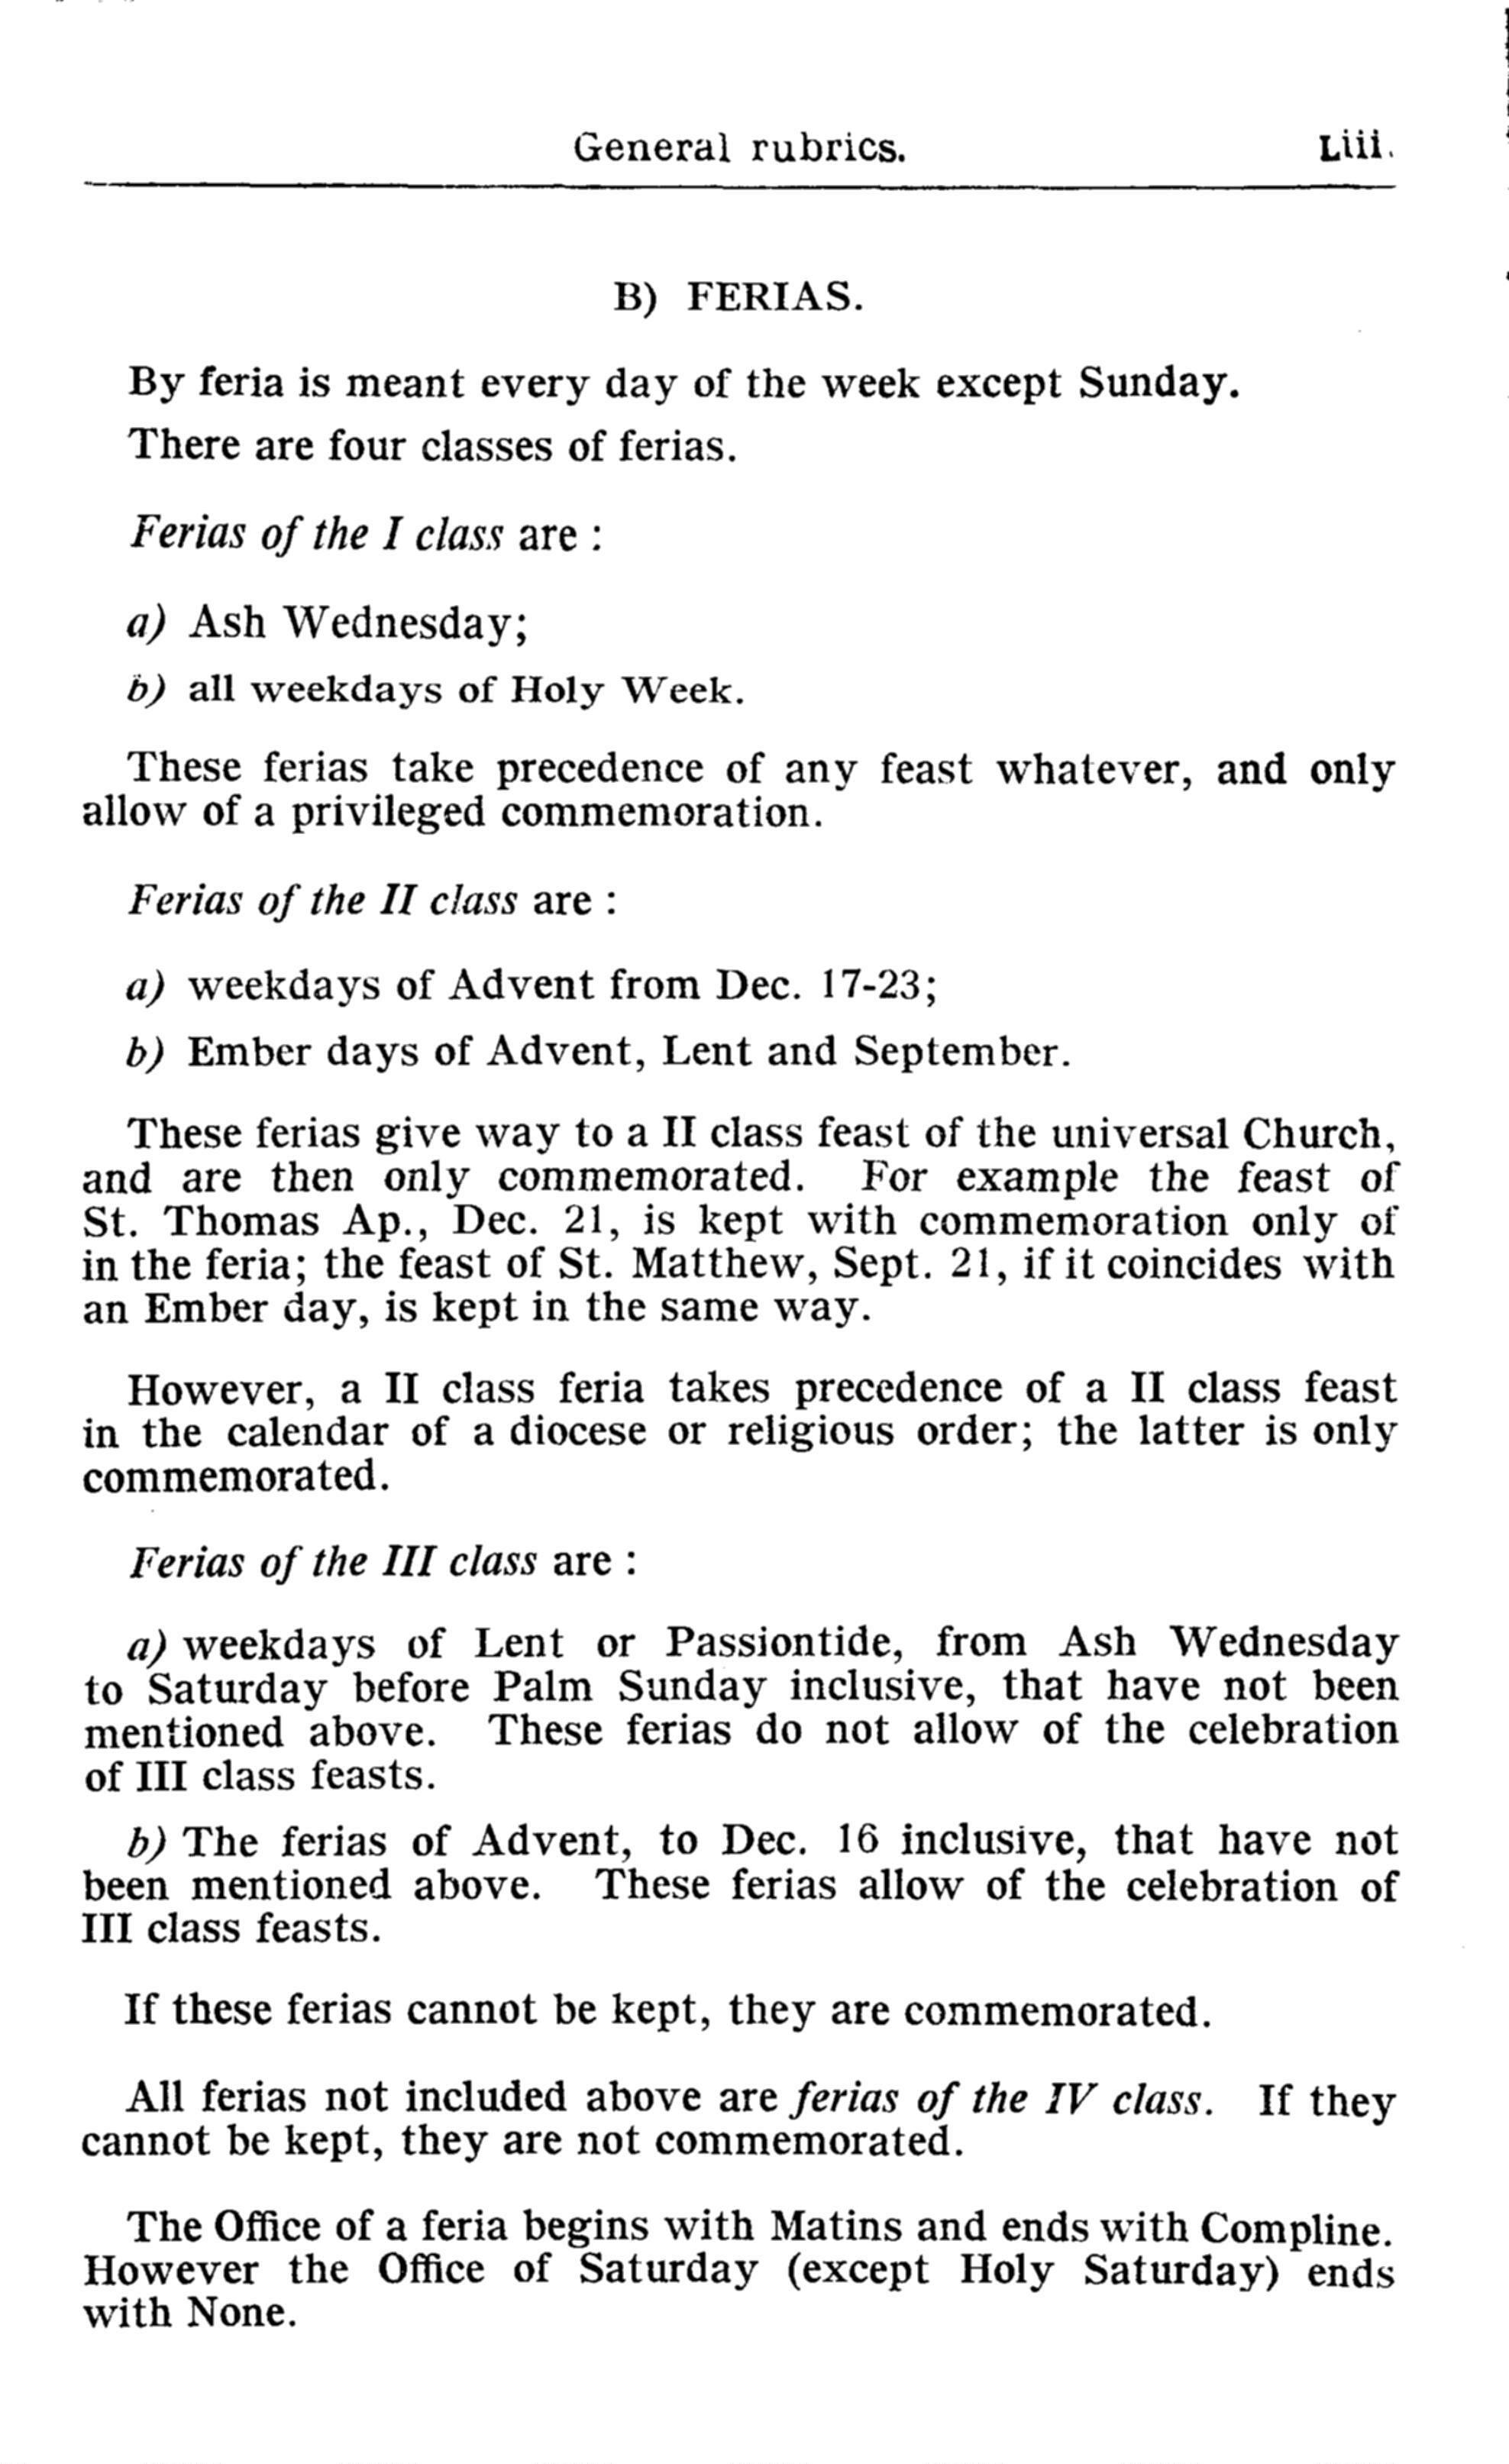 General rubrics. Liii.
B) FERIAS.
By feria is meant every day of the week except Sunday.
There are four classes of ferias.
Ferias of the I class are :
a) Ash Wednesday;
b) all weekdays of Holy Week.
These ferias take precedence of any feast whatever, and only
allow of a privileged commemoration.
Ferias of the II class are :
a) weekdays of Advent from Dec. 17-23;
b) Ember days of Advent, Lent and September.
These ferias give way to a II class feast of the universal Church,
and are then only commemorated. For example the feast of
St. Thomas Ap., Dec. 21, is kept with commemoration only of
in the feria; the feast of St. Matthew, Sept. 21, if it coincides with
an Ember day, is kept in the same way.
However, a II class feria takes precedence of a II class feast
in the calendar of a diocese or religious order; the latter is only
commemorated.
Ferias of the III class are :
a) weekdays of Lent or Passiontide, from Ash Wednesday
to Saturday before Palm Sunday inclusive, that have not been
mentioned above. These ferias do not allow of the celebration
of III class feasts.
b) The ferias of Advent, to Dec. 16 inclusive, that have not
been mentioned above. These ferias allow of the celebration of
III class feasts.
If these ferias cannot be kept, they are commemorated.
All ferias not included above are ferias of the IV class. If they
cannot be kept, they are not commemorated.
The Office of a feria begins with Matins and ends with Compline.
However the Office of Saturday (except Holy Saturday) ends
with None.